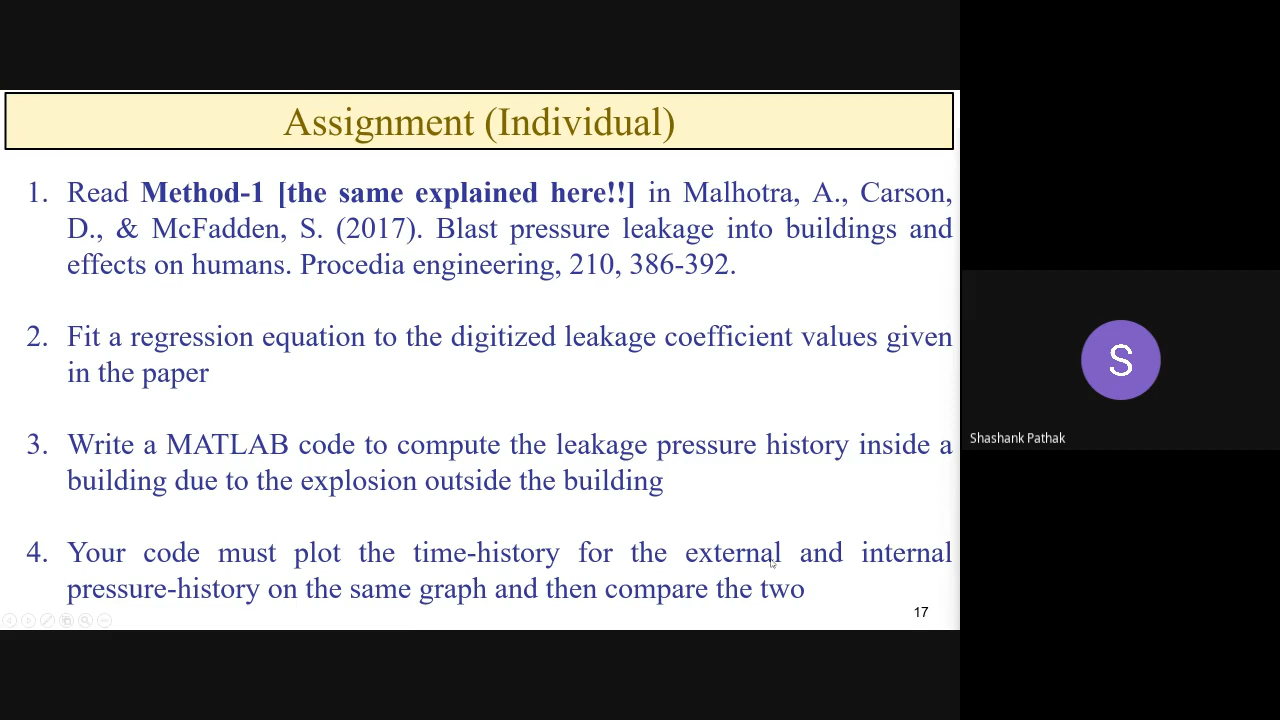 Assignment (Individual)
1. Read Method-1 [the same explained here!!] in Malhotra, A., Carson,
D., & McFadden, S. (2017). Blast pressure leakage into buildings and
effects on humans. Procedia engineering, 210, 386-392.
2. Fit a regression equation to the digitized leakage coefficient values given
in the paper
3. Write a MATLAB code to compute the leakage pressure history inside a
building due to the explosion outside the building
4. Your code must plot the time-history for the external and internal
pressure-history on the same graph and then compare the two
17
S
Shashank Pathak